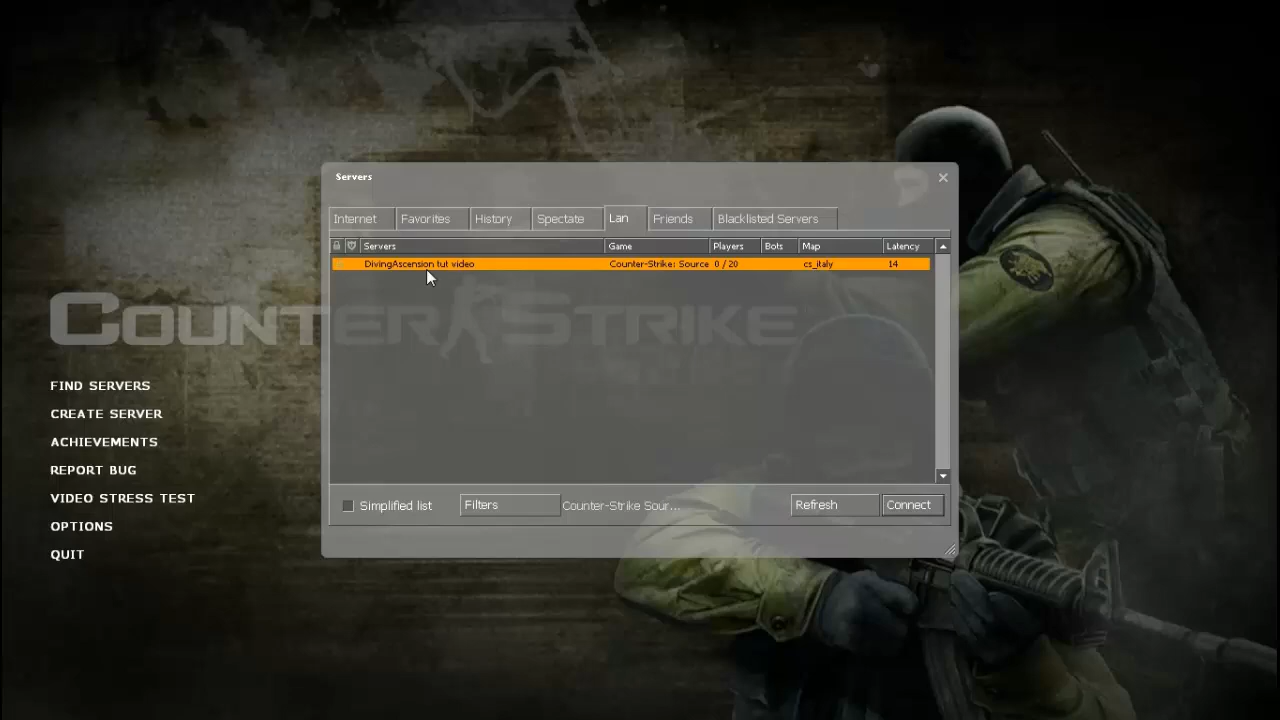 Servers
Internet Favorites History Spectate Lan Friends Blacklisted Servers
Servers Game Players Bots Map Latency
DivingAscension tut video Counter-Strike: Source 0 / 20 cs_italy 14
COUNTER STRIKE
FIND SERVERS
CREATE SERVER
ACHIEVEMENTS
REPORT BUG
VIDEO STRESS TEST
OPTIONS
QUIT
Simplified list Filters Counter-Strike Sour... Refresh Connect